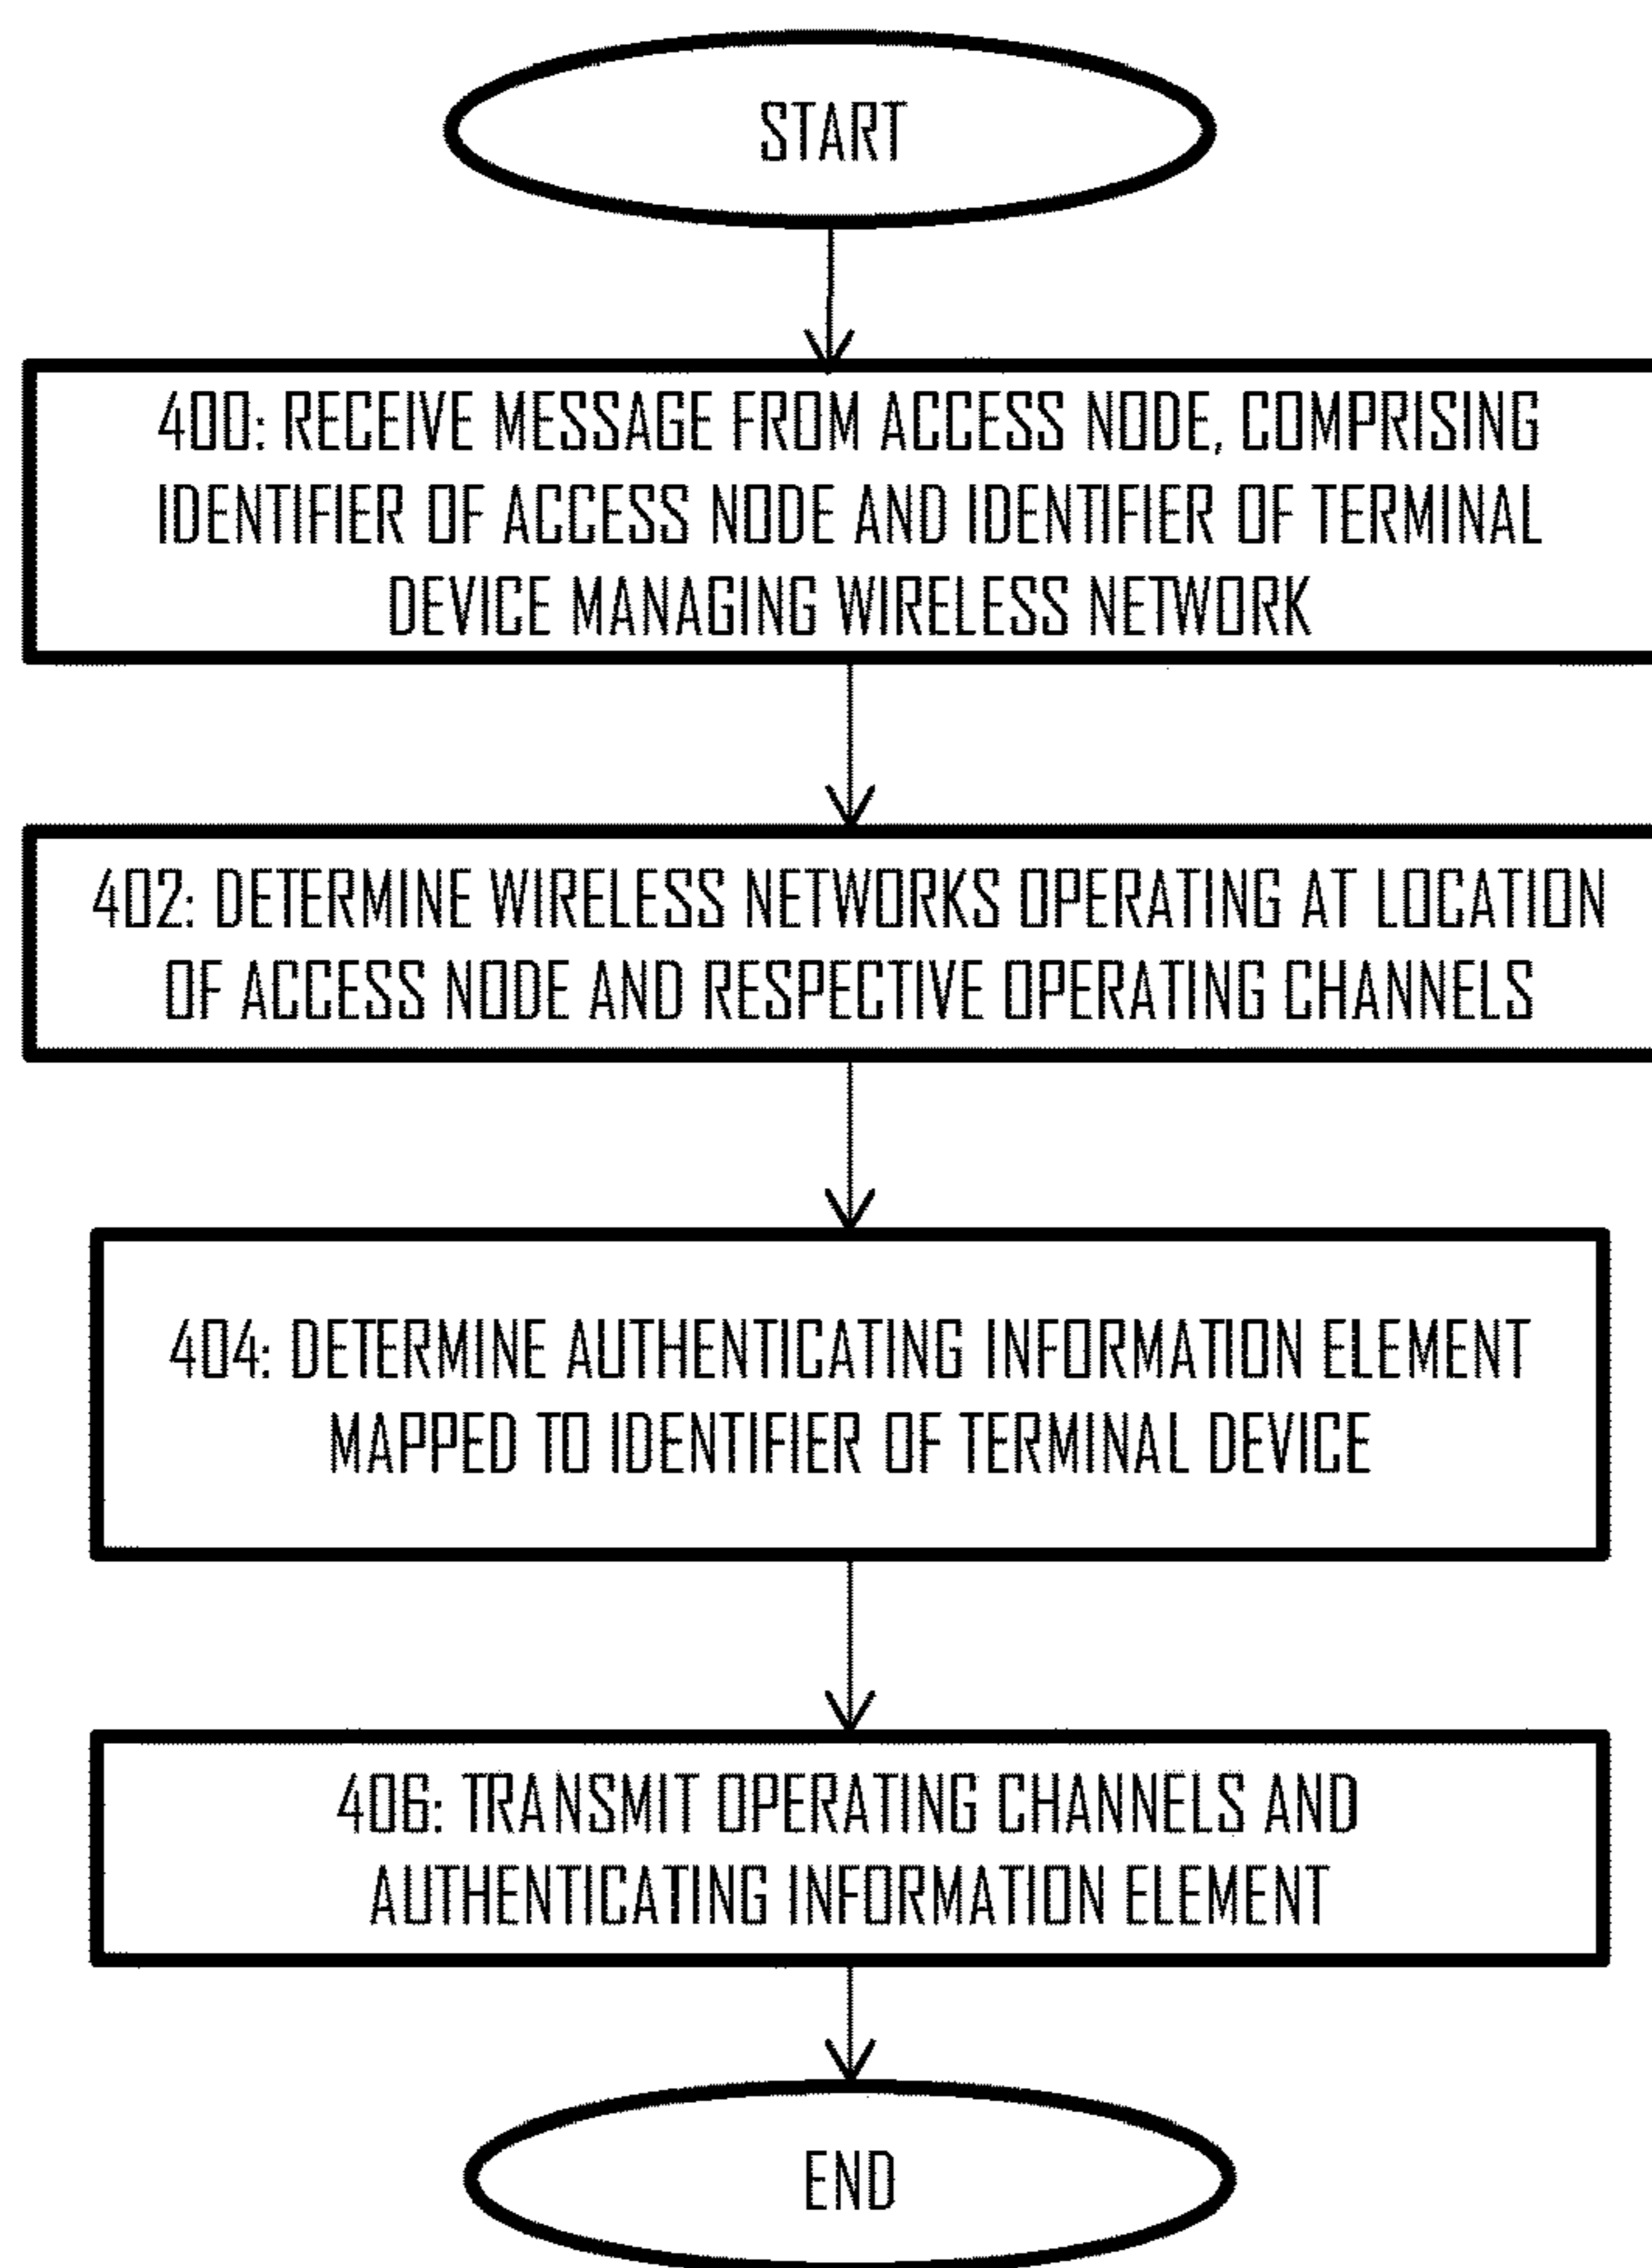 START
400: RECEIVE MESSAGE FROM ACCESS NODE, COMPRISING
IDENTIFIER OF ACCESS NODE AND IDENTIFIER OF TERMINAL
DEVICE MANAGING WIRELESS NETWORK
402: DETERMINE WIRELESS NETWORKS OPERATING AT LOCATION
OF ACCESS NODE AND RESPECTIVE OPERATING CHANNELS
404: DETERMINE AUTHENTICATING INFORMATION ELEMENT
MAPPED TO IDENTIFIER OF TERMINAL DEVICE
406: TRANSMIT OPERATING CHANNELS AND
AUTHENTICATING INFORMATION ELEMENT
END